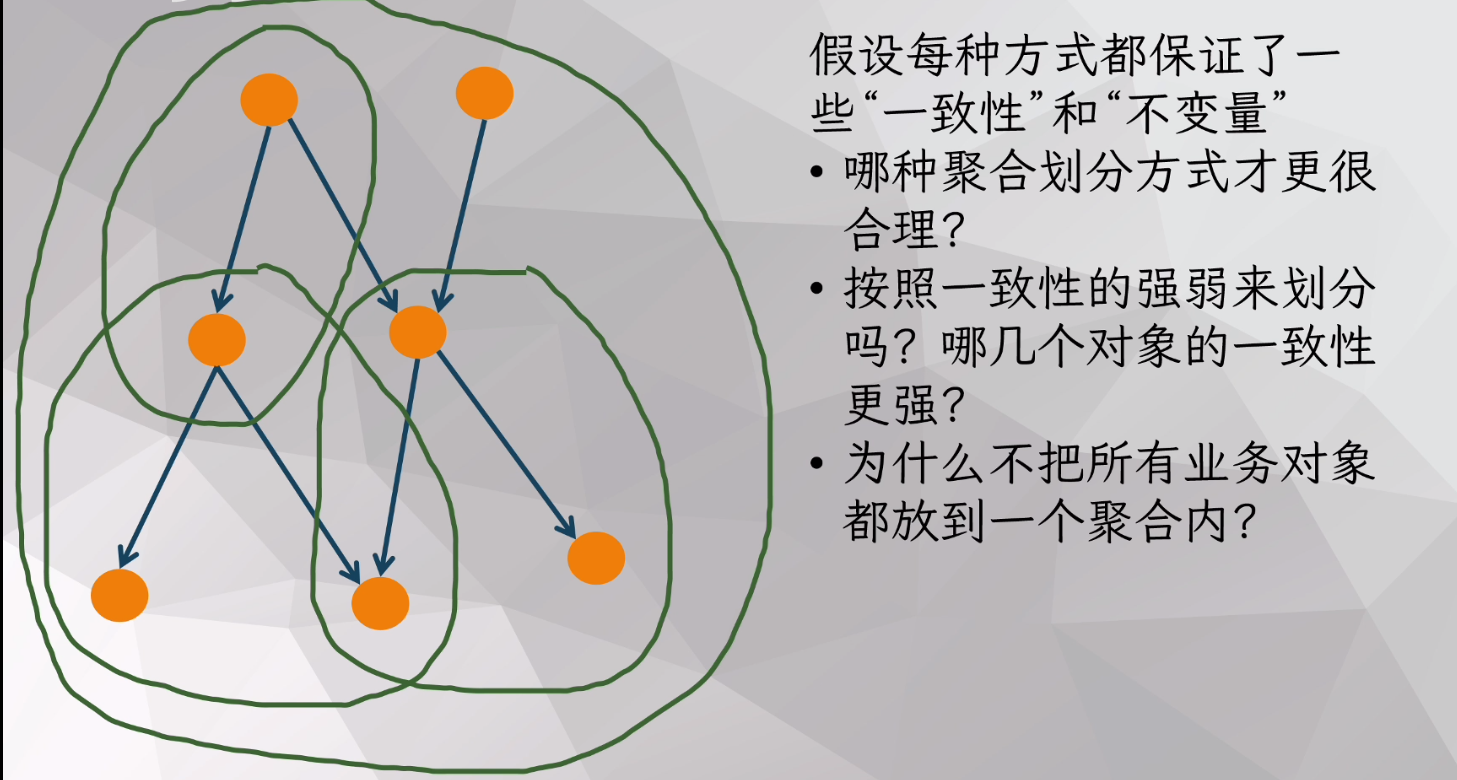 假设每种方式都保证了一
些“一致性”和“不变量”
• 哪种聚合划分方式才更很
合理？
• 按照一致性的强弱来划分
吗？哪几个对象的一致性
更强？
• 为什么不把所有业务对象
都放到一个聚合内？